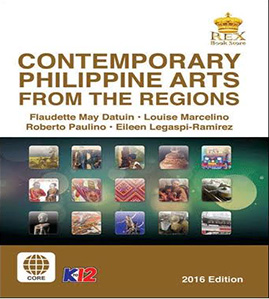 REX
Book Store
CONTEMPORARY
PHILIPPINE ARTS
FROM THE REGIONS
Flaudette May Datuin • Louise Marcelino
Roberto Paulino • Eileen Legaspi-Ramirez
CORE
K12
2016 Edition